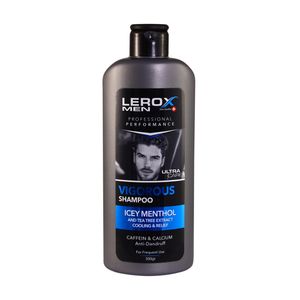 LEROX
MEN
PROFESSIONAL
PERFORMANCE
ULTRA
CARE
VIGOROUS
SHAMPOO
ICEY MENTHOL
AND TEA TREE EXTRACT
COOLING & RELIEF
CAFFEIN & CALCIUM
Anti-Dandruff
For Frequent Use
300gr